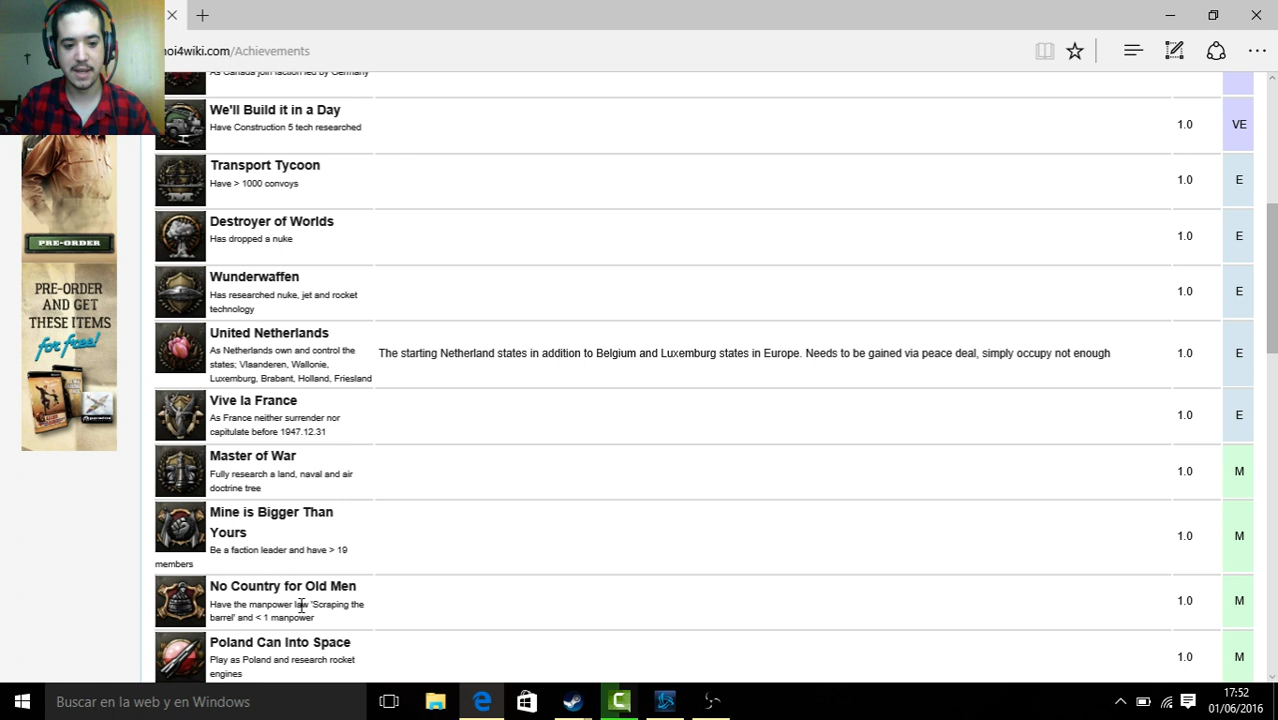 hoi4wiki.com/Achievements
As Canada join faction led by Germany
We'll Build it in a Day
Have Construction 5 tech researched
1.0
VE
Transport Tycoon
Have > 1000 convoys
1.0
E
Destroyer of Worlds
Has dropped a nuke
1.0
E
PRE-ORDER
Wunderwaffen
Has researched nuke, jet and rocket
technology
1.0
E
PRE-ORDER
AND GET
THESE ITEMS
for free!
United Netherlands
As Netherlands own and control the
states; Vlaanderen, Wallonie,
Luxemburg, Brabant, Holland, Friesland
The starting Netherland states in addition to Belgium and Luxemburg states in Europe. Needs to be gained via peace deal, simply occupy not enough
1.0
E
Vive la France
As France neither surrender nor
capitulate before 1947.12.31
1.0
E
Master of War
Fully research a land, naval and air
doctrine tree
1.0
M
Mine is Bigger Than
Yours
Be a faction leader and have > 19
members
1.0
M
No Country for Old Men
Have the manpower law 'Scraping the
barrel' and < 1 manpower
1.0
M
Poland Can Into Space
Play as Poland and research rocket
engines
1.0
M
Buscar en la web y en Windows
17:52
01/06/2016